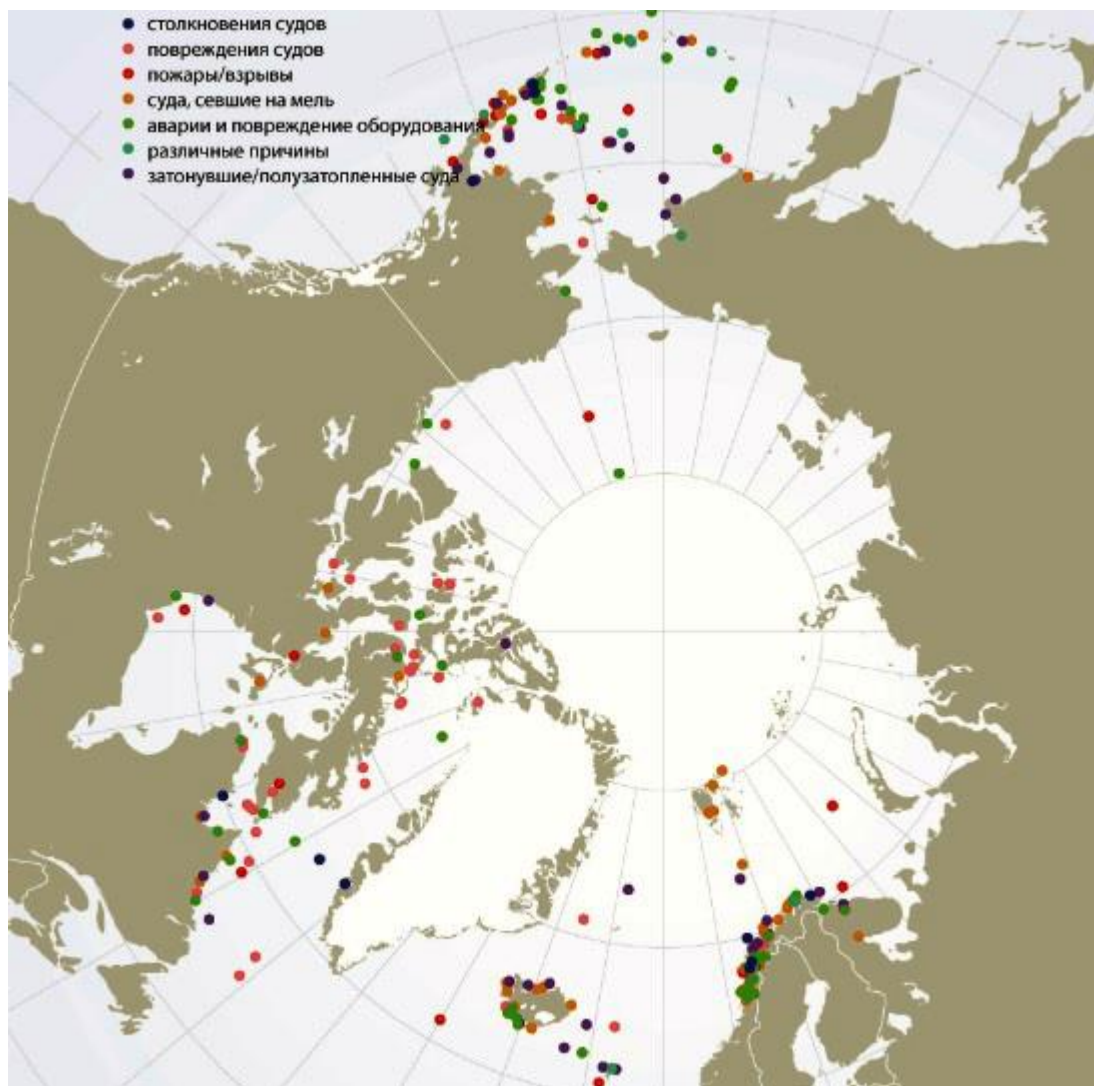 столкновения судов
повреждения судов
пожары/взрывы
суда, севшие на мель
аварии и повреждение оборудования
различные причины
затонувшие/полузатопленные суда